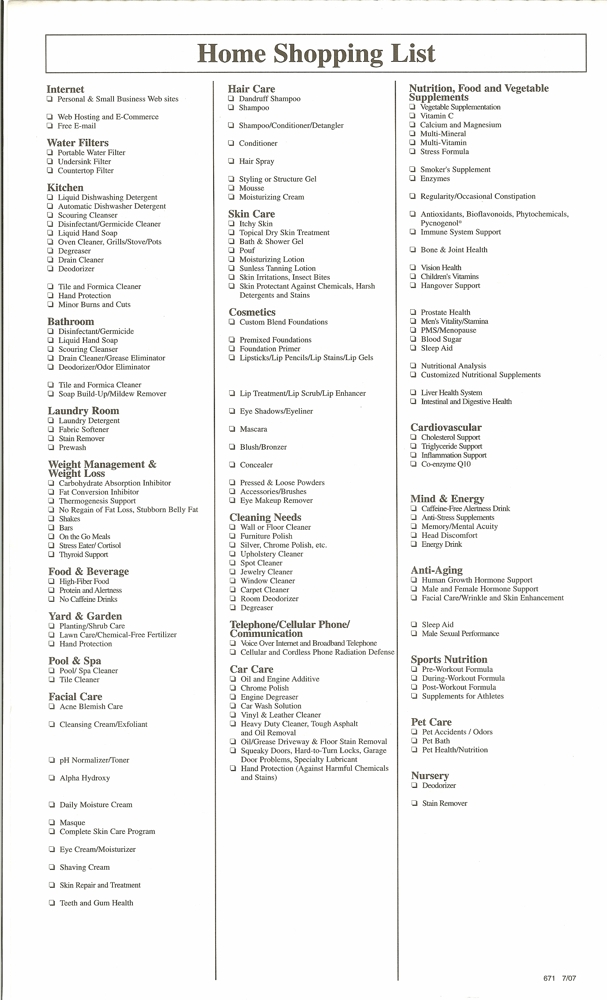 Home Shopping List
Internet
❏ Personal & Small Business Web sites
❏ Web Hosting and E-Commerce
❏ Free E-mail
Water Filters
❏ Portable Water Filter
❏ Undersink Filter
❏ Countertop Filter
Kitchen
❏ Liquid Dishwashing Detergent
❏ Automatic Dishwasher Detergent
❏ Scouring Cleanser
❏ Disinfectant/Germicide Cleaner
❏ Liquid Hand Soap
❏ Oven Cleaner, Grills/Stove/Pots
❏ Degreaser
❏ Drain Cleaner
❏ Deodorizer
❏ Tile and Formica Cleaner
❏ Hand Protection
❏ Minor Burns and Cuts
Bathroom
❏ Disinfectant/Germicide
❏ Liquid Hand Soap
❏ Scouring Cleanser
❏ Drain Cleaner/Grease Eliminator
❏ Deodorizer/Odor Eliminator
❏ Tile and Formica Cleaner
❏ Soap Build-Up/Mildew Remover
Laundry Room
❏ Laundry Detergent
❏ Fabric Softener
❏ Stain Remover
❏ Prewash
Weight Management &
Weight Loss
❏ Carbohydrate Absorption Inhibitor
❏ Fat Conversion Inhibitor
❏ Thermogenesis Support
❏ No Regain of Fat Loss, Stubborn Belly Fat
❏ Shakes
❏ Bars
❏ On the Go Meals
❏ Stress Eater/ Cortisol
❏ Thyroid Support
Food & Beverage
❏ High-Fiber Food
❏ Protein and Alertness
❏ No Caffeine Drinks
Yard & Garden
❏ Planting/Shrub Care
❏ Lawn Care/Chemical-Free Fertilizer
❏ Hand Protection
Pool & Spa
❏ Pool/ Spa Cleaner
❏ Tile Cleaner
Facial Care
❏ Acne Blemish Care
❏ Cleansing Cream/Exfoliant
❏ pH Normalizer/Toner
❏ Alpha Hydroxy
❏ Daily Moisture Cream
❏ Masque
❏ Complete Skin Care Program
❏ Eye Cream/Moisturizer
❏ Shaving Cream
❏ Skin Repair and Treatment
❏ Teeth and Gum Health
Hair Care
❏ Dandruff Shampoo
❏ Shampoo
❏ Shampoo/Conditioner/Detangler
❏ Conditioner
❏ Hair Spray
❏ Styling or Structure Gel
❏ Mousse
❏ Moisturizing Cream
Skin Care
❏ Itchy Skin
❏ Topical Dry Skin Treatment
❏ Bath & Shower Gel
❏ Pouf
❏ Moisturizing Lotion
❏ Sunless Tanning Lotion
❏ Skin Irritations, Insect Bites
❏ Skin Protectant Against Chemicals, Harsh
Detergents and Stains
Cosmetics
❏ Custom Blend Foundations
❏ Premixed Foundations
❏ Foundation Primer
❏ Lipsticks/Lip Pencils/Lip Stains/Lip Gels
❏ Lip Treatment/Lip Scrub/Lip Enhancer
❏ Eye Shadows/Eyeliner
❏ Mascara
❏ Blush/Bronzer
❏ Concealer
❏ Pressed & Loose Powders
❏ Accessories/Brushes
❏ Eye Makeup Remover
Cleaning Needs
❏ Wall or Floor Cleaner
❏ Furniture Polish
❏ Silver, Chrome Polish, etc.
❏ Upholstery Cleaner
❏ Spot Cleaner
❏ Jewelry Cleaner
❏ Window Cleaner
❏ Carpet Cleaner
❏ Room Deodorizer
❏ Degreaser
Telephone/Cellular Phone/
Communication
❏ Voice Over Internet and Broadband Telephone
❏ Cellular and Cordless Phone Radiation Defense
Car Care
❏ Oil and Engine Additive
❏ Chrome Polish
❏ Engine Degreaser
❏ Car Wash Solution
❏ Vinyl & Leather Cleaner
❏ Heavy Duty Cleaner, Tough Asphalt
and Oil Removal
❏ Oil/Grease Driveway & Floor Stain Removal
❏ Squeaky Doors, Hard-to-Turn Locks, Garage
Door Problems, Specialty Lubricant
❏ Hand Protection (Against Harmful Chemicals
and Stains)
Nutrition, Food and Vegetable
Supplements
❏ Vegetable Supplementation
❏ Vitamin C
❏ Calcium and Magnesium
❏ Multi-Mineral
❏ Multi-Vitamin
❏ Stress Formula
❏ Smoker's Supplement
❏ Enzymes
❏ Regularity/Occasional Constipation
❏ Antioxidants, Bioflavonoids, Phytochemicals,
Pycnogenol®
❏ Immune System Support
❏ Bone & Joint Health
❏ Vision Health
❏ Children's Vitamins
❏ Hangover Support
❏ Prostate Health
❏ Men's Vitality/Stamina
❏ PMS/Menopause
❏ Blood Sugar
❏ Sleep Aid
❏ Nutritional Analysis
❏ Customized Nutritional Supplements
❏ Liver Health System
❏ Intestinal and Digestive Health
Cardiovascular
❏ Cholesterol Support
❏ Triglyceride Support
❏ Inflammation Support
❏ Co-enzyme Q10
Mind & Energy
❏ Caffeine-Free Alertness Drink
❏ Anti-Stress Supplements
❏ Memory/Mental Acuity
❏ Head Discomfort
❏ Energy Drink
Anti-Aging
❏ Human Growth Hormone Support
❏ Male and Female Hormone Support
❏ Facial Care/Wrinkle and Skin Enhancement
❏ Sleep Aid
❏ Male Sexual Performance
Sports Nutrition
❏ Pre-Workout Formula
❏ During-Workout Formula
❏ Post-Workout Formula
❏ Supplements for Athletes
Pet Care
❏ Pet Accidents / Odors
❏ Pet Bath
❏ Pet Health/Nutrition
Nursery
❏ Deodorizer
❏ Stain Remover
671 7/07